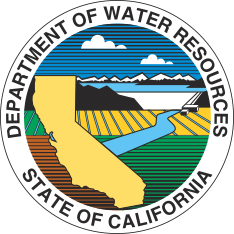 DEPARTMENT OF WATER RESOURCES
STATE OF CALIFORNIA